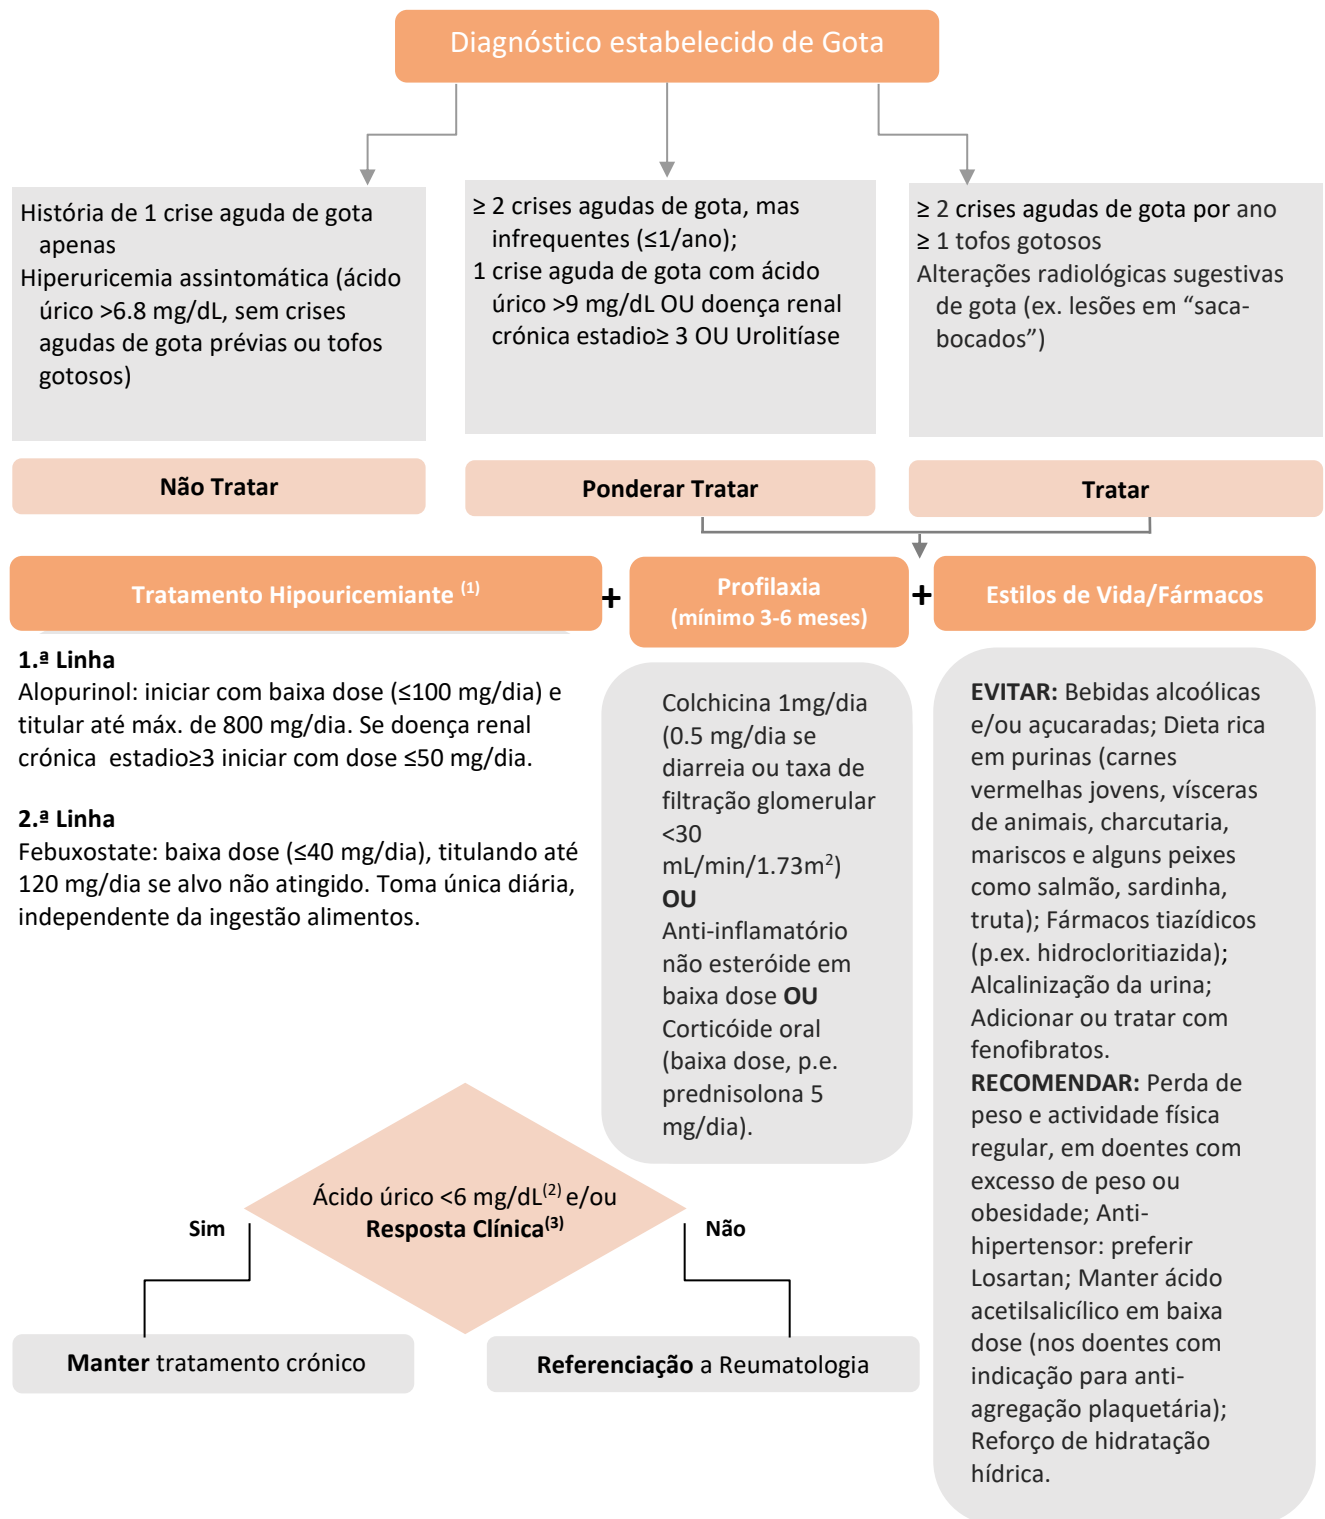 Diagnóstico estabelecido de Gota
História de 1 crise aguda de gota
apenas
Hiperuricemia assintomática (ácido
úrico >6.8 mg/dL, sem crises
agudas de gota prévias ou tofos
gotosos)
Não Tratar
≥ 2 crises agudas de gota, mas
infrequentes (≤1/ano);
1 crise aguda de gota com ácido
úrico >9 mg/dL OU doença renal
crónica estadio≥ 3 OU Urolitíase
Ponderar Tratar
≥ 2 crises agudas de gota por ano
≥ 1 tofos gotosos
Alterações radiológicas sugestivas
de gota (ex. lesões em “saca-
bocados”)
Tratar
Tratamento Hipouricemiante (1)
+
Profilaxia
(mínimo 3-6 meses)
+
Estilos de Vida/Fármacos
1.ª Linha
Alopurinol: iniciar com baixa dose (≤100 mg/dia) e
titular até máx. de 800 mg/dia. Se doença renal
crónica  estadio≥3 iniciar com dose ≤50 mg/dia.
2.ª Linha
Febuxostate: baixa dose (≤40 mg/dia), titulando até
120 mg/dia se alvo não atingido. Toma única diária,
independente da ingestão alimentos.
Colchicina 1mg/dia
(0.5 mg/dia se
diarreia ou taxa de
filtração glomerular
<30
mL/min/1.73m²)
OU
Anti-inflamatório
não esteróide em
baixa dose OU
Corticóide oral
(baixa dose, p.e.
prednisolona 5
mg/dia).
EVITAR: Bebidas alcoólicas
e/ou açucaradas; Dieta rica
em purinas (carnes
vermelhas jovens, vísceras
de animais, charcutaria,
mariscos e alguns peixes
como salmão, sardinha,
truta); Fármacos tiazídicos
(p.ex. hidrocloritiazida);
Alcalinização da urina;
Adicionar ou tratar com
fenofibratos.
RECOMENDAR: Perda de
peso e actividade física
regular, em doentes com
excesso de peso ou
obesidade; Anti-
hipertensor: preferir
Losartan; Manter ácido
acetilsalicílico em baixa
dose (nos doentes com
indicação para anti-
agregação plaquetária);
Reforço de hidratação
hídrica.
Ácido úrico <6 mg/dL(2) e/ou
Resposta Clínica(3)
Sim
Não
Manter tratamento crónico
Referenciação a Reumatologia